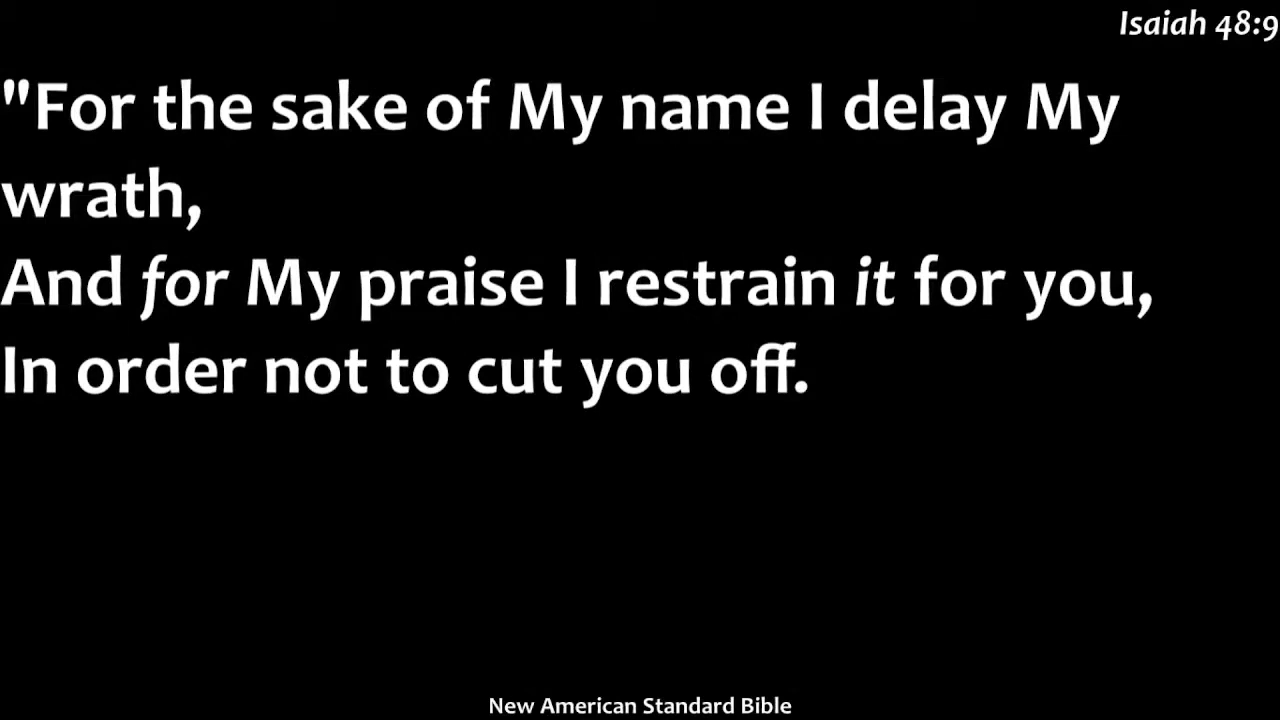 Isaiah 48:9
"For the sake of My name I delay My
wrath,
And for My praise I restrain it for you,
In order not to cut you off.
New American Standard Bible